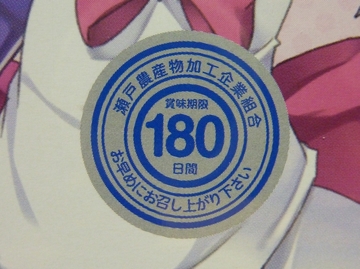 瀬戸農産物加工企業組合
賞味期限
180
日間
お早めにお召し上がり下さい